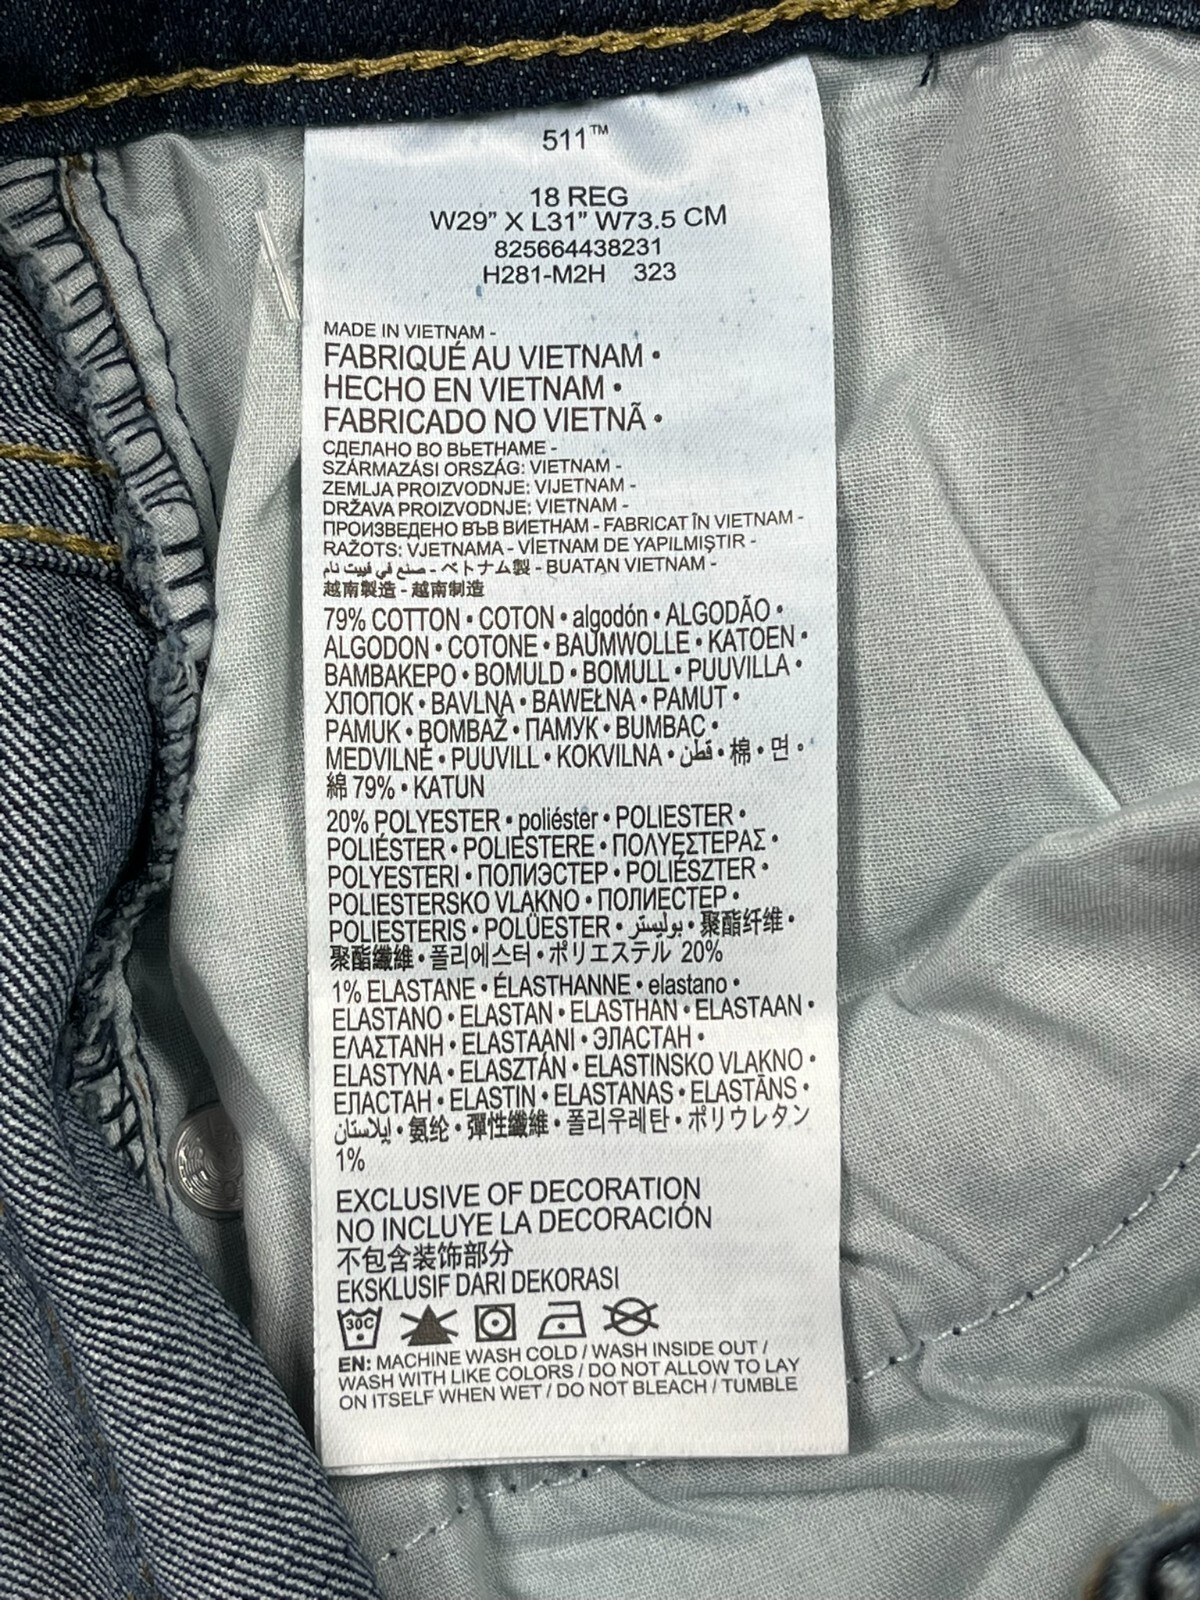 511™
18 REG
W29” X L31” W73.5 CM
825664438231
H281-M2H 323
MADE IN VIETNAM -
FABRIQUÉ AU VIETNAM •
HECHO EN VIETNAM •
FABRICADO NO VIETNÃ •
СДЕЛАНО ВО ВЬЕТНАМЕ -
SZÁRMAZÁSI ORSZÁG: VIETNAM -
ZEMLJA PROIZVODNJE: VIJETNAM -
DRŽAVA PROIZVODNJE: VIETNAM -
ПРОИЗВЕДЕНО ВЪВ ВИЕТНАМ - FABRICAT ÎN VIETNAM -
RAŽOTS: VJETNAMA - VİETNAM DE YAPILMIŞTIR -
صنع في فييت نام - ベトナム製 - BUATAN VIETNAM -
越南製造 - 越南制造
79% COTTON • COTON • algodón • ALGODÃO •
ALGODON • COTONE • BAUMWOLLE • KATOEN •
BAMBAKEPO • BOMULD • BOMULL • PUUVILLA •
ХЛОПОК • BAVLNA • BAWEŁNA • PAMUT •
PAMUK • BOMBAŽ • ПАМУК • BUMBAC •
MEDVILNĖ • PUUVILL • KOKVILNA • قطن • 棉 • 면 •
綿 79% • KATUN
20% POLYESTER • poliéster • POLIESTER •
POLIÉSTER • POLIESTERE • ΠΟΛΥΕΣΤΕΡΑΣ •
POLYESTERI • ПОЛИЭСТЕР • POLIÉSZTER •
POLIESTERSKO VLAKNO • ПОЛИЕСТЕР •
POLIESTERIS • POLÜESTER • بوليستر • 聚酯纤维 •
聚酯纖維 • 폴리에스터 • ポリエステル 20%
1% ELASTANE • ÉLASTHANNE • elastano •
ELASTANO • ELASTAN • ELASTHAN • ELASTAAN •
ΕΛΑΣΤΑΝΗ • ELASTAANI • ЭЛАСТАН •
ELASTYNA • ELASZTÁN • ELASTINSKO VLAKNO •
ЕЛАСТАН • ELASTIN • ELASTANAS • ELASTĀNS •
إيلاستان • 氨纶 • 彈性纖維 • 폴리우레탄 • ポリウレタン
1%
EXCLUSIVE OF DECORATION
NO INCLUYE LA DECORACIÓN
不包含装饰部分
EKSKLUSIF DARI DEKORASI
30C
EN: MACHINE WASH COLD / WASH INSIDE OUT /
WASH WITH LIKE COLORS / DO NOT ALLOW TO LAY
ON ITSELF WHEN WET / DO NOT BLEACH / TUMBLE